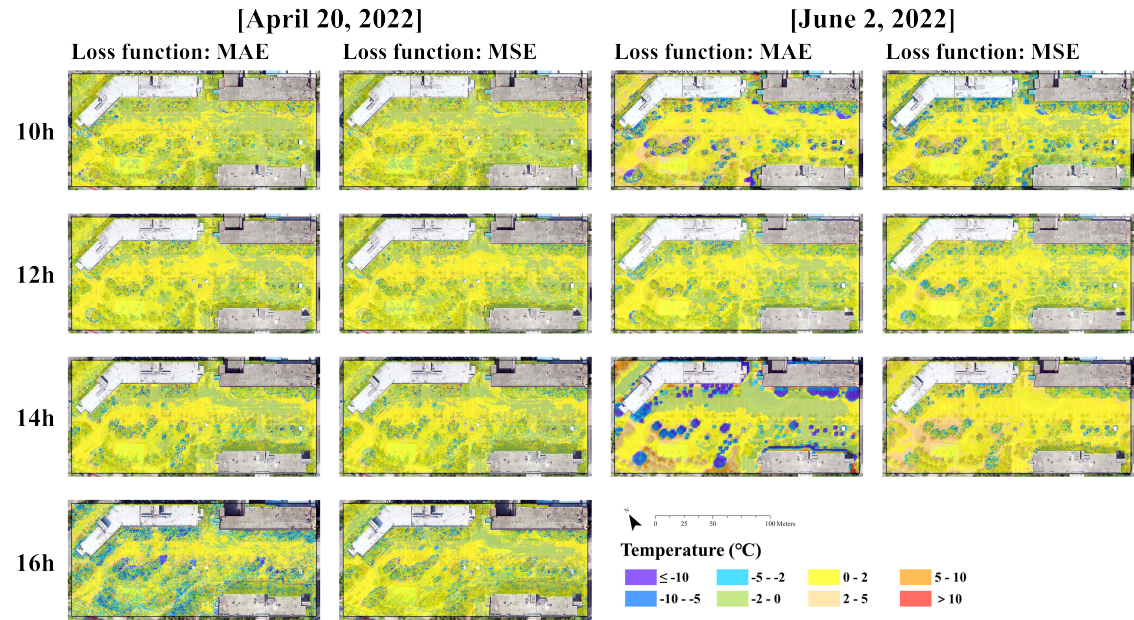 [April 20, 2022] [June 2, 2022]
Loss function: MAE Loss function: MSE Loss function: MAE Loss function: MSE
10h
12h
14h
16h
N
0 25 50 100 Meters
Temperature (°C)
≤ -10 -5 - -2 0 - 2 5 - 10
-10 - -5 -2 - 0 2 - 5 > 10